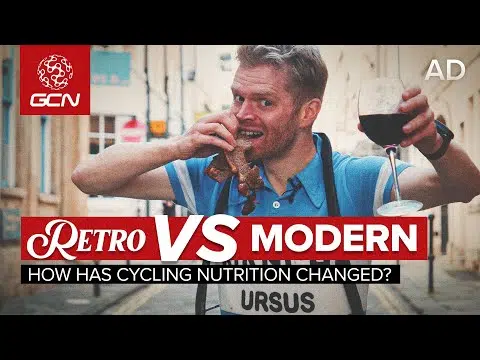 GCN
AD
RETRO VS MODERN
HOW HAS CYCLING NUTRITION CHANGED?
URSUS